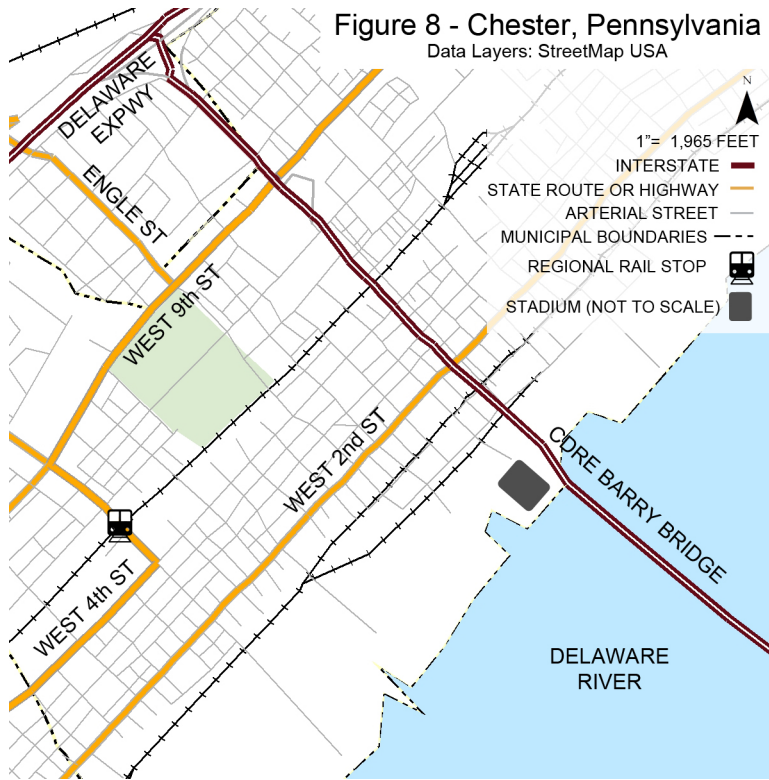 Figure 8 - Chester, Pennsylvania
Data Layers: StreetMap USA
N
1"= 1,965 FEET
INTERSTATE
STATE ROUTE OR HIGHWAY
ARTERIAL STREET
MUNICIPAL BOUNDARIES
REGIONAL RAIL STOP
STADIUM (NOT TO SCALE)
DELAWARE
EXPWY
ENGLE ST
WEST 9th ST
WEST 2nd ST
CDRE BARRY BRIDGE
WEST 4th ST
DELAWARE
RIVER